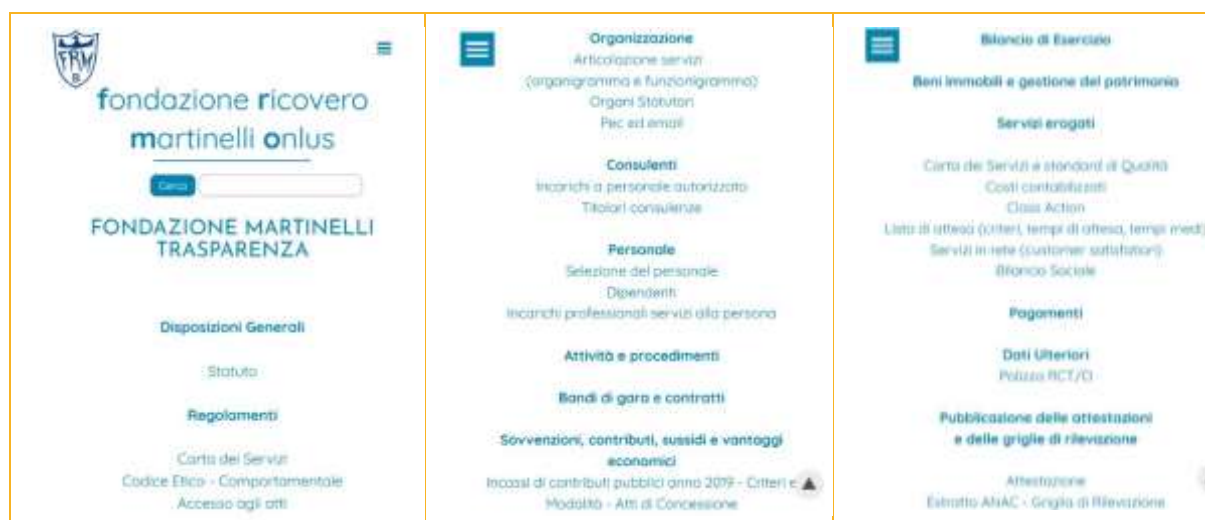 FRM
B
fondazione ricovero
martinelli onlus
Cerca
FONDAZIONE MARTINELLI
TRASPARENZA
Disposizioni Generali
Statuto
Regolamenti
Carta dei Servizi
Codice Etico - Comportamentale
Accesso agli atti
Organizzazione
Articolazione servizi
(organigramma e funzionigramma)
Organi Statutori
Pec ed email
Consulenti
Incarichi a personale autorizzato
Titolari consulenze
Personale
Selezione del personale
Dipendenti
Incarichi professionali servizi alla persona
Attività e procedimenti
Bandi di gara e contratti
Sovvenzioni, contributi, sussidi e vantaggi
economici
Incassi di contributi pubblici anno 2019 - Criteri e
Modalità - Atti di Concessione
Bilancio di Esercizio
Beni immobili e gestione del patrimonio
Servizi erogati
Carta dei Servizi e standard di Qualità
Costi contabilizzati
Class Action
Lista di attesa (criteri, tempi di attesa, tempi medi)
Servizi in rete (customer satisfation)
Bilancio Sociale
Pagamenti
Dati Ulteriori
Polizza RCT/O
Pubblicazione delle attestazioni
e delle griglie di rilevazione
Attestazione
Estratto ANAC - Griglia di Rilevazione